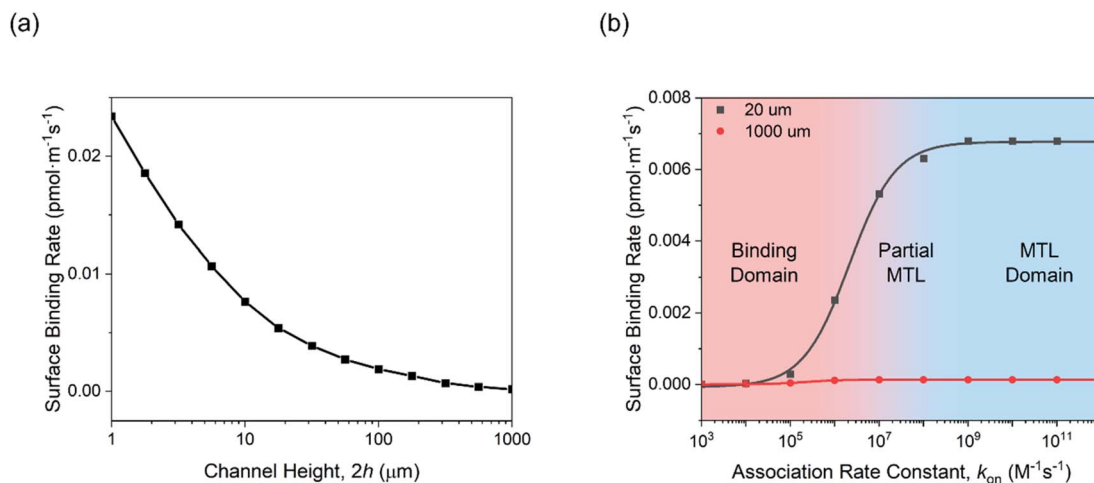 (a)
Surface Binding Rate (pmol·m⁻¹s⁻¹)
0.02
0.01
0.00
1
10
100
1000
Channel Height, 2h (μm)
(b)
Surface Binding Rate (pmol·m⁻¹s⁻¹)
0.008
0.006
0.004
0.002
0.000
20 um
1000 um
Binding
Domain
Partial
MTL
MTL
Domain
10³
10⁵
10⁷
10⁹
10¹¹
Association Rate Constant, kon (M⁻¹s⁻¹)